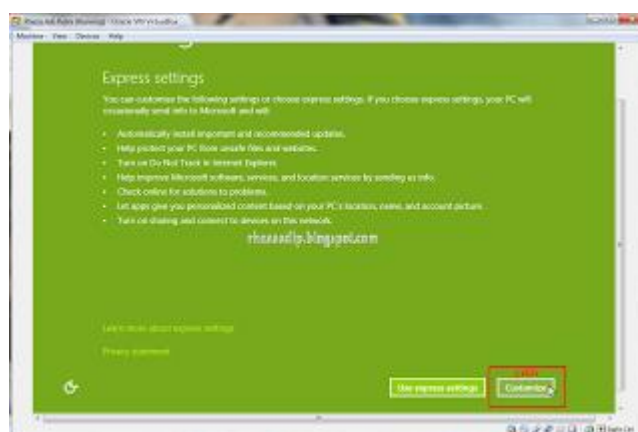 Machine View Devices Help
Express settings
You can customize the following settings or choose express settings. If you choose express settings, your PC will
occasionally send info to Microsoft and will:
• Automatically install important and recommended updates.
• Help protect your PC from unsafe files and websites.
• Turn on Do Not Track in Internet Explorer.
• Help improve Microsoft software, services, and location services by sending us info.
• Check online for solutions to problems.
• Let apps give you personalized content based on your PC's location, name, and account picture.
• Turn on sharing and connect to devices on this network.
Learn more about express settings
Privacy statement
Use express settings Customize